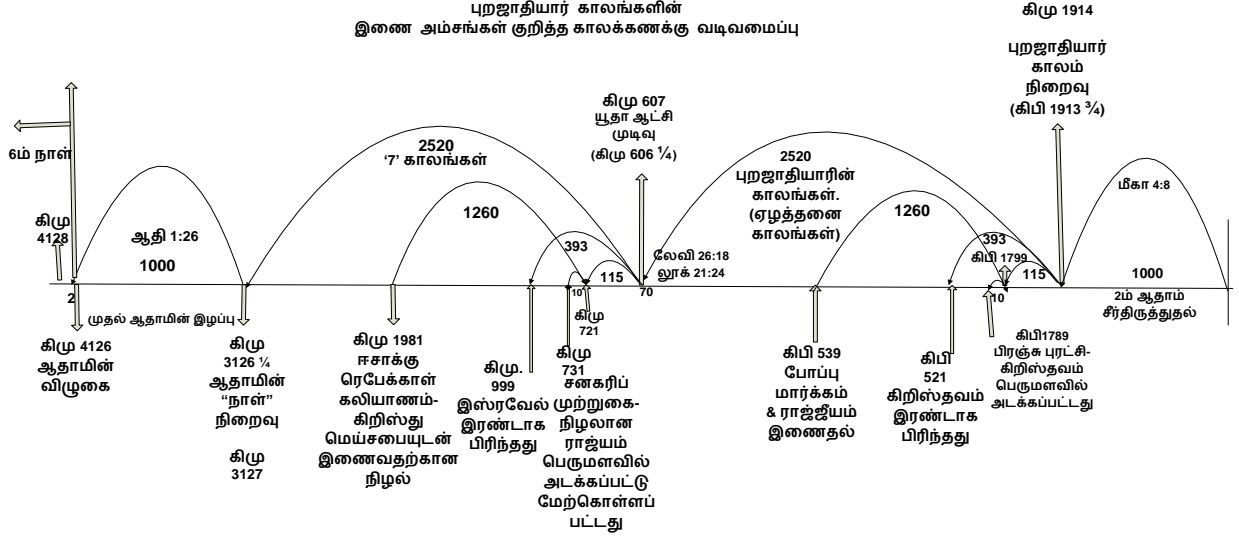 புறஜாதியார் காலங்களின்
இணை அம்சங்கள் குறித்த காலக்கணக்கு வடிவமைப்பு
கிமு 1914
புறஜாதியார்
காலம்
நிறைவு
(கிபி 1913 ¾)
கிமு 607
யூதா ஆட்சி
முடிவு
(கிமு 606 ¼)
6ம் நாள்
கிமு
4128
ஆதி 1:26
1000
2520
‘7’ காலங்கள்
1260
393
115
லேவி 26:18
லூக் 21:24
2520
புறஜாதியாரின்
காலங்கள்.
(ஏழத்தனை
காலங்கள்)
1260
393
கிபி 1799
115
மீகா 4:8
1000
2ம் ஆதாம்
சீர்திருத்துதல்
2
10
70
10
முதல் ஆதாமின் இழப்பு
கிமு 4126
ஆதாமின்
விழுகை
கிமு
3126 ¼
ஆதாமின்
“நாள்”
நிறைவு
கிமு
3127
கிமு 1981
ஈசாக்கு
ரெபேக்காள்
கலியாணம்-
கிறிஸ்து
மெய்சபையுடன்
இணைவதற்கான
நிழல்
கிமு.
999
இஸ்ரவேல்
இரண்டாக
பிரிந்தது
கிமு
721
கிமு
731
சனகரிப்
முற்றுகை-
நிழலான
ராஜ்யம்
பெருமளவில்
அடக்கப்பட்டு
மேற்கொள்ளப்
பட்டது
கிபி 539
போப்பு
மார்க்கம்
& ராஜ்ஜீயம்
இணைதல்
கிபி
521
கிறிஸ்தவம்
இரண்டாக
பிரிந்தது
கிபி1789
பிரஞ்சு புரட்சி-
கிறிஸ்தவம்
பெருமளவில்
அடக்கப்பட்டது